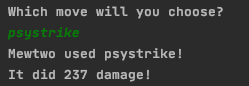 Which move will you choose?
psystrike
Mewtwo used psystrike!
It did 237 damage!